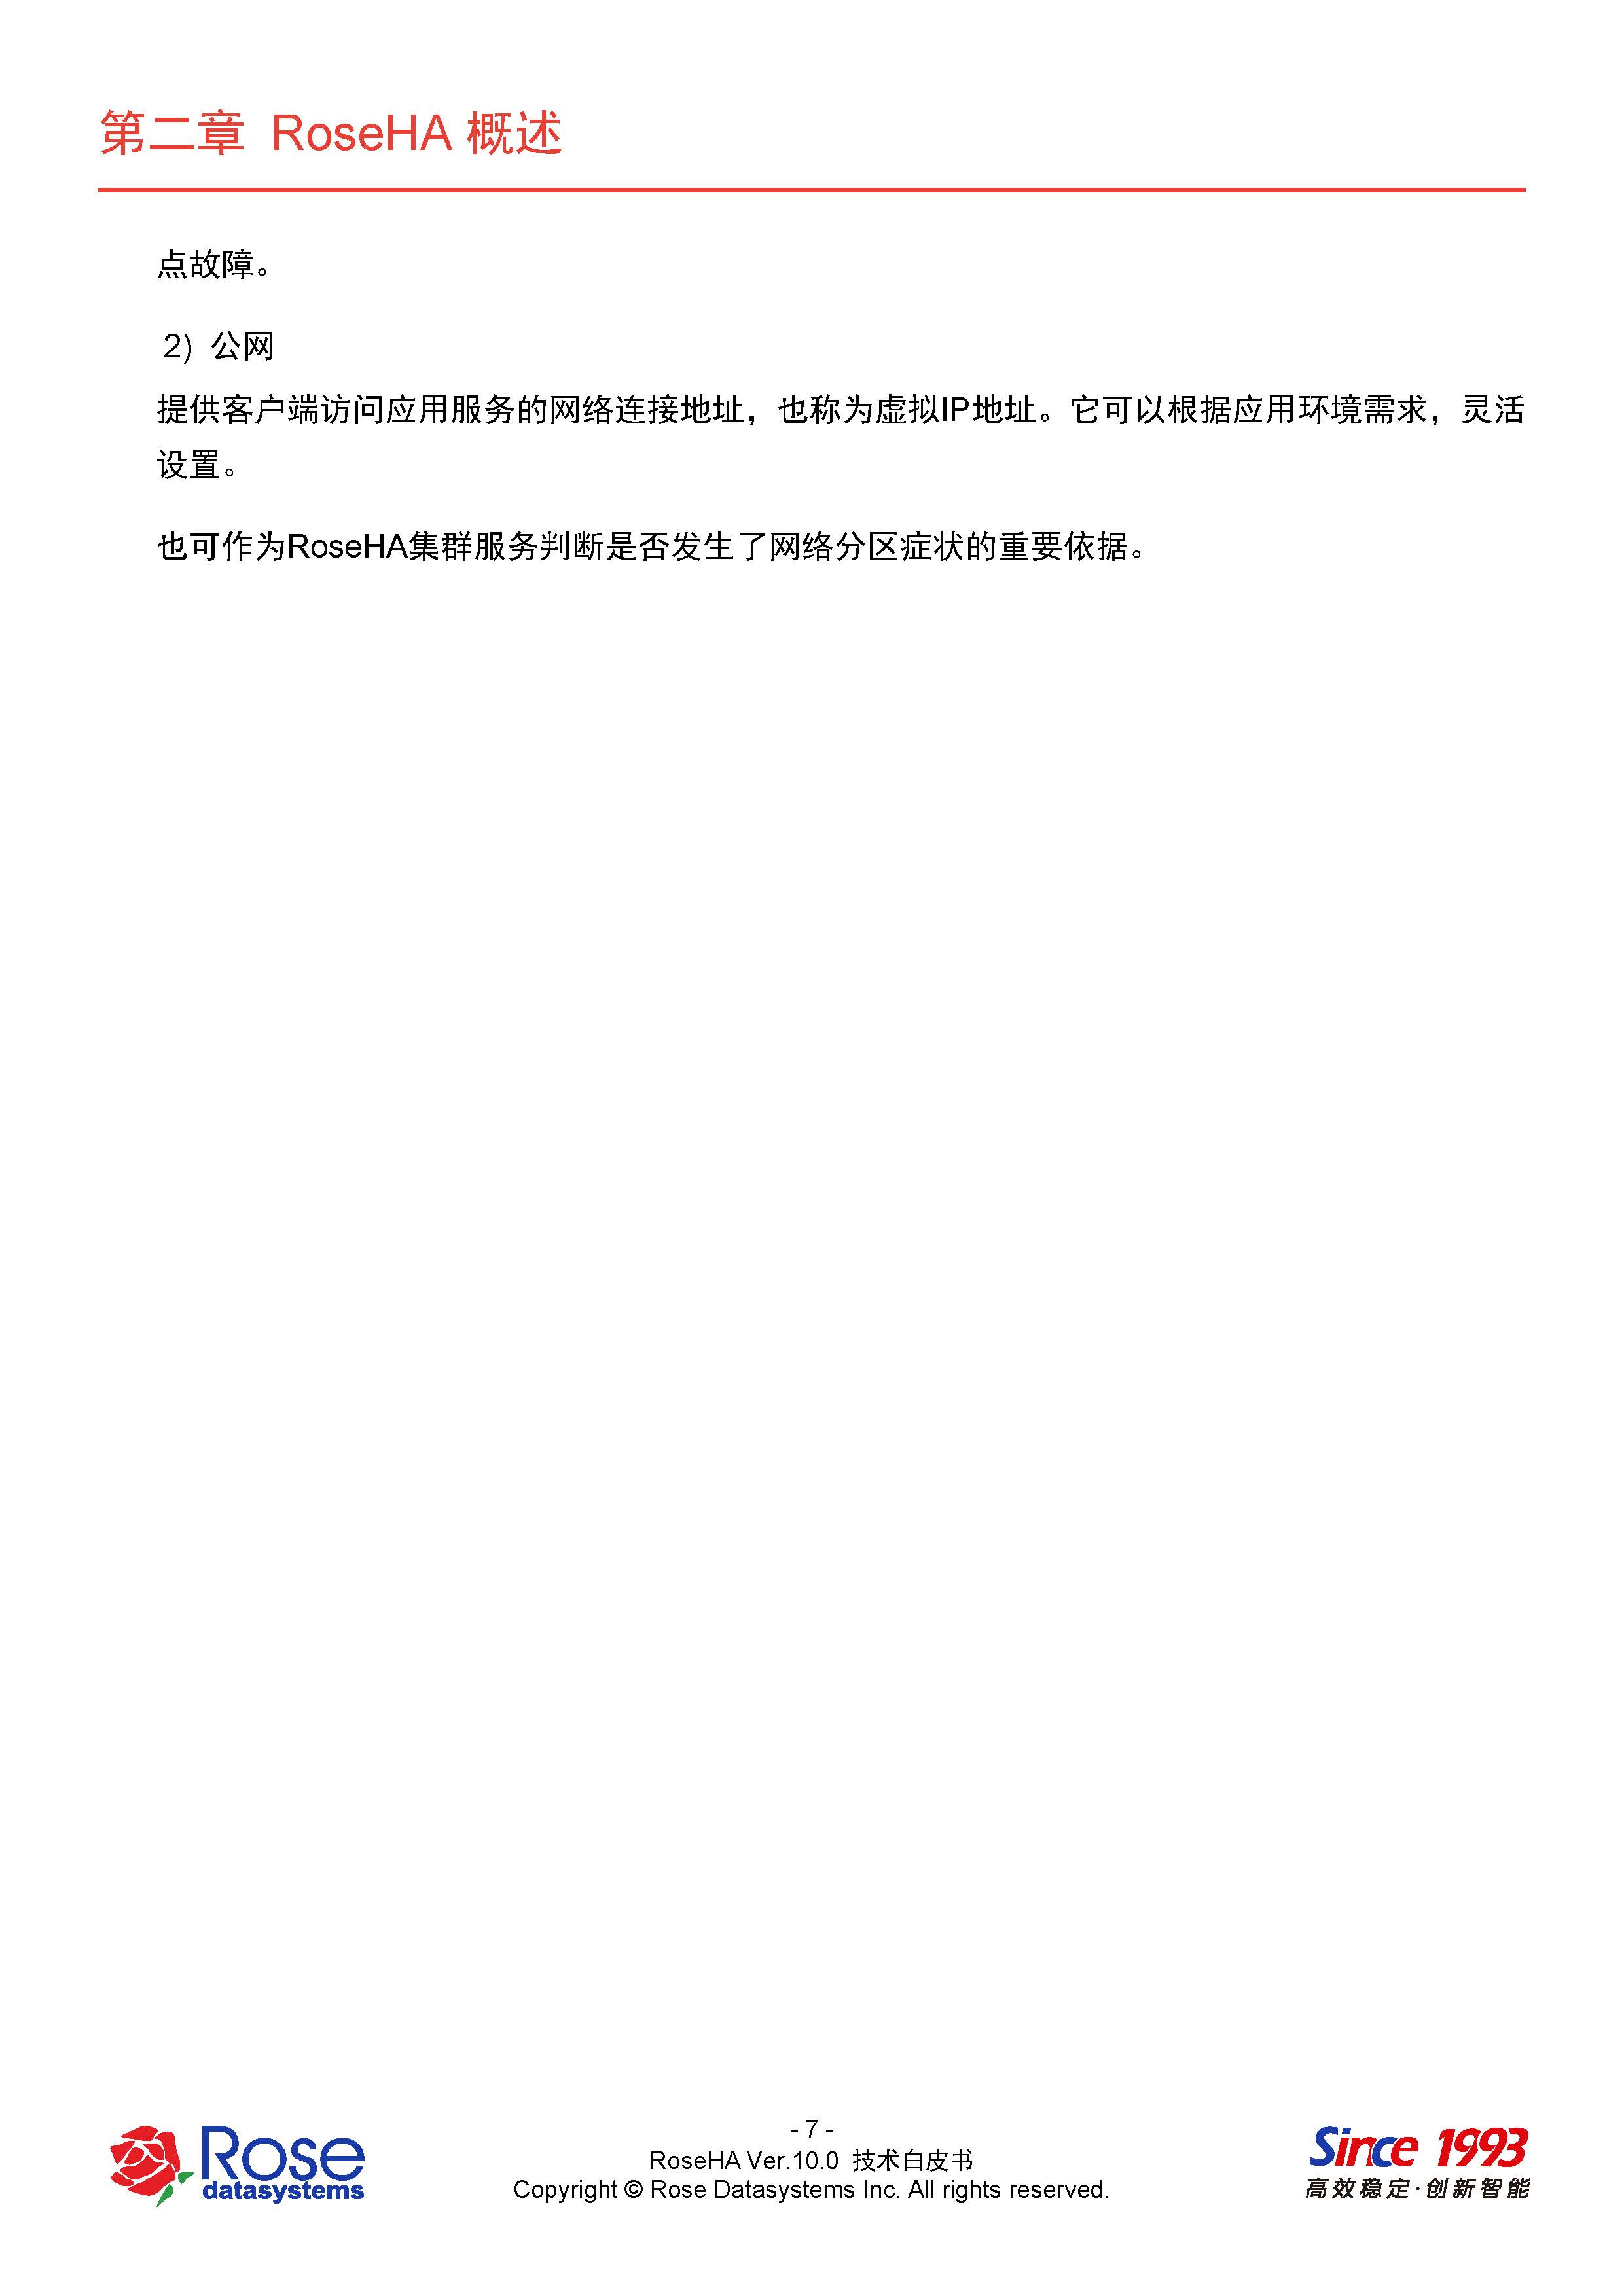 第二章 RoseHA 概述
点故障。
2) 公网
提供客户端访问应用服务的网络连接地址，也称为虚拟IP地址。它可以根据应用环境需求，灵活
设置。
也可作为RoseHA集群服务判断是否发生了网络分区症状的重要依据。
Rose
datasystems
- 7 -
RoseHA Ver.10.0 技术白皮书
Copyright © Rose Datasystems Inc. All rights reserved.
Since 1993
高效稳定·创新智能